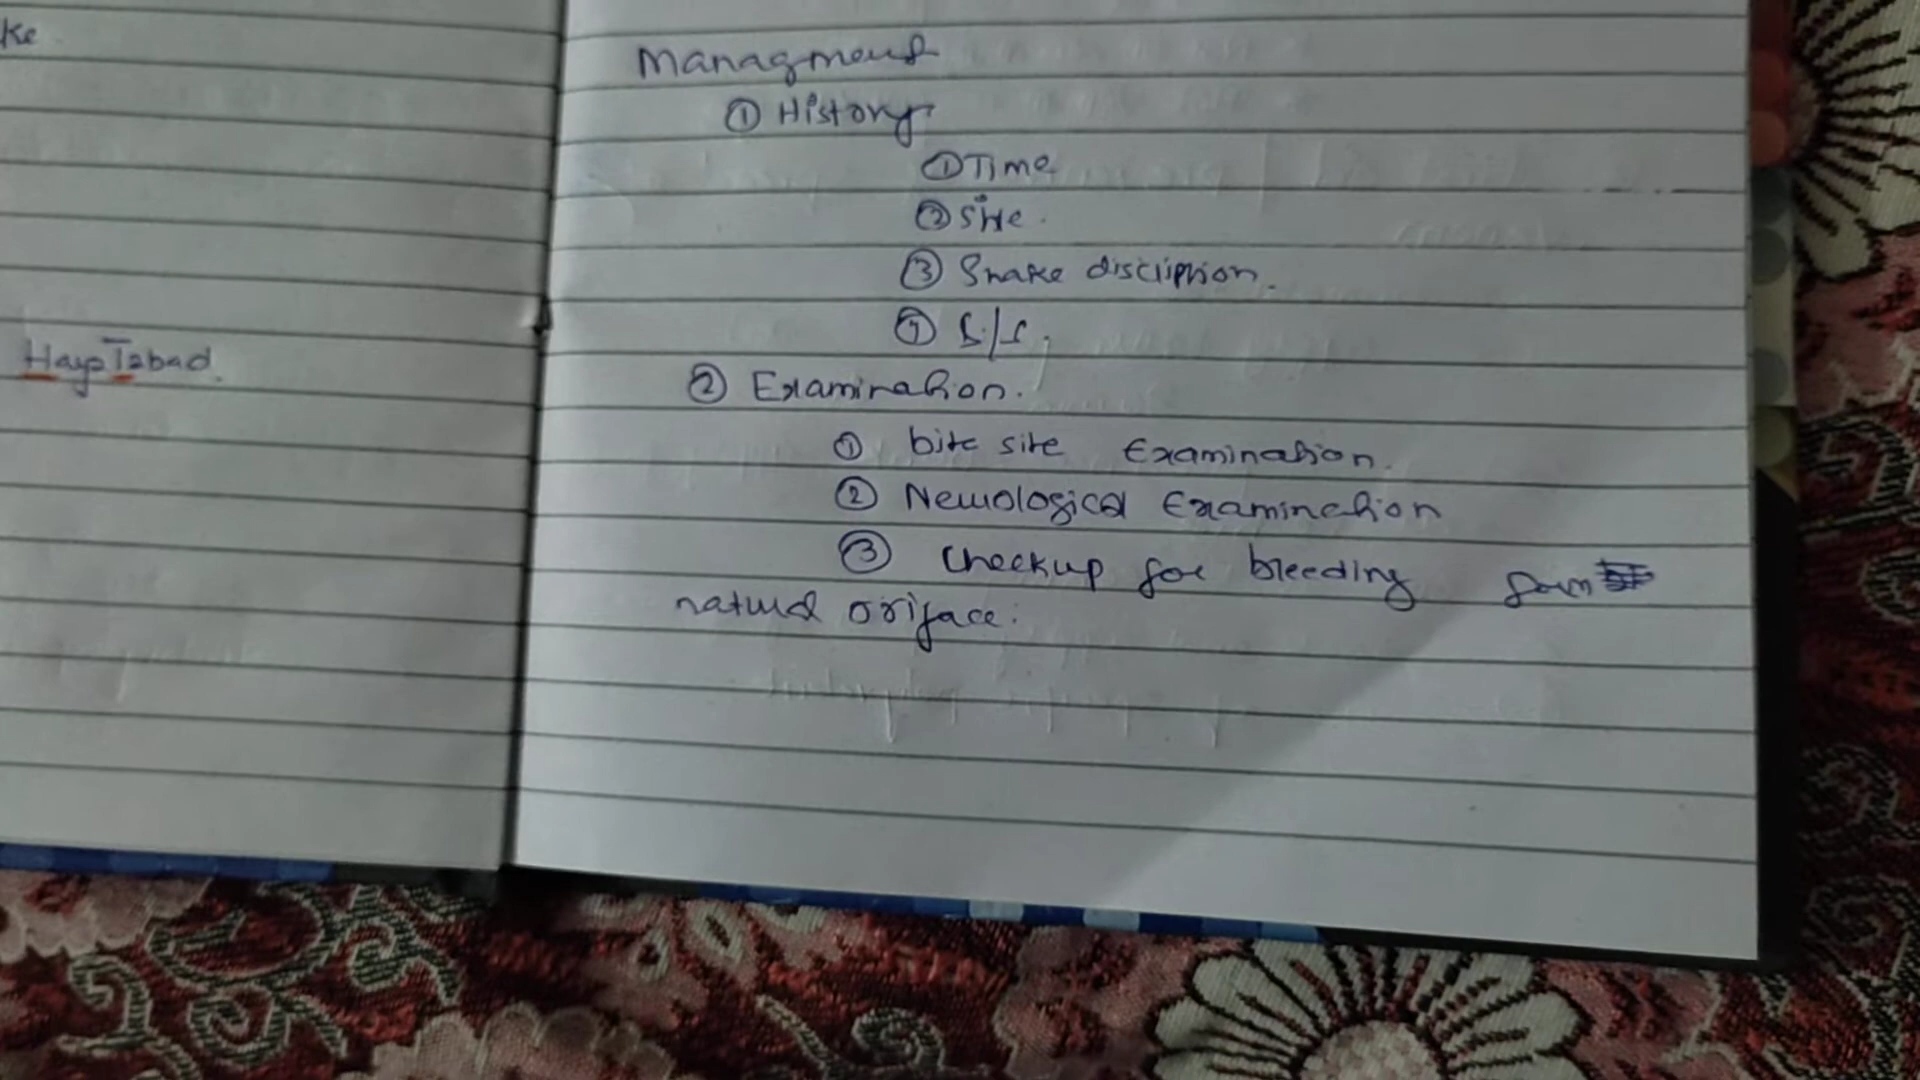 ke
HayaTabad.
Managment
① History
① Time
② Site.
③ Snake discliption.
④ S/S.
② Examination.
① bite site Examination.
② Neurological Examination
③ Checkup for bleeding from
natural oriface.